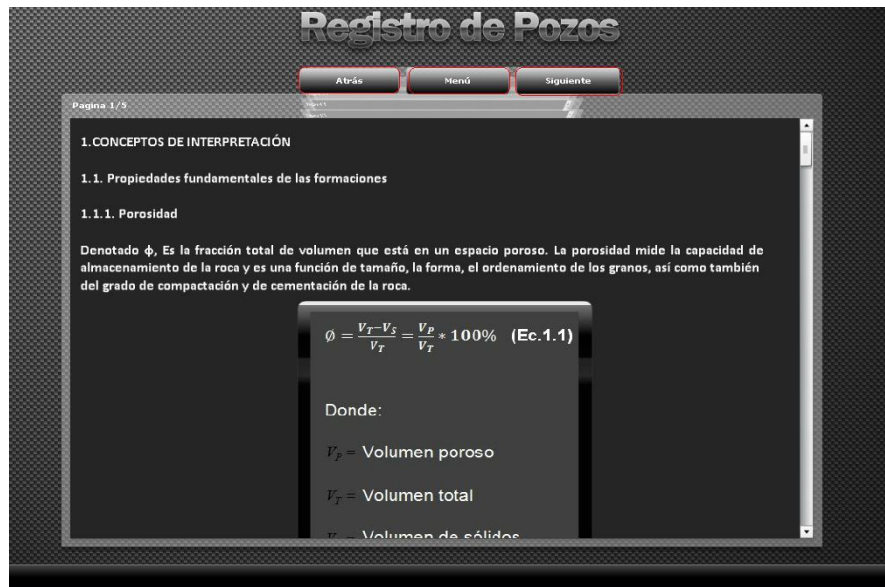 Registro de Pozos
Atrás Menú Siguiente
Pagina 1/5
1.CONCEPTOS DE INTERPRETACIÓN
1.1. Propiedades fundamentales de las formaciones
1.1.1. Porosidad
Denotado ϕ, Es la fracción total de volumen que está en un espacio poroso. La porosidad mide la capacidad de
almacenamiento de la roca y es una función de tamaño, la forma, el ordenamiento de los granos, así como también
del grado de compactación y de cementación de la roca.
∅ = (V_T−V_S)/V_T = V_P/V_T * 100% (Ec.1.1)
Donde:
V_P = Volumen poroso
V_T = Volumen total
Volumen de sólidos